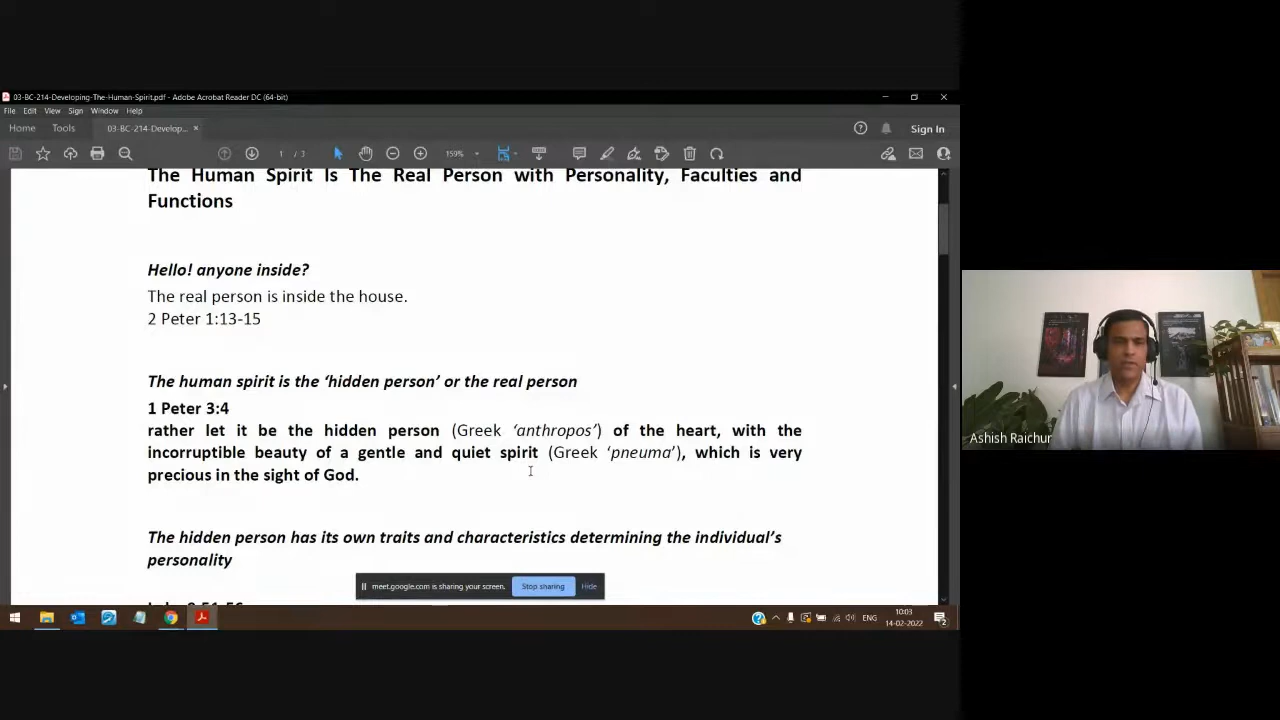 03-BC-214-Developing-The-Human-Spirit.pdf - Adobe Acrobat Reader DC (64-bit)
File Edit View Sign Window Help
Home Tools 03-BC-214-Develop... × Sign In
1 / 3 159%
The Human Spirit Is The Real Person with Personality, Faculties and
Functions
Hello! anyone inside?
The real person is inside the house.
2 Peter 1:13-15
The human spirit is the ‘hidden person’ or the real person
1 Peter 3:4
rather let it be the hidden person (Greek ‘anthropos’) of the heart, with the
incorruptible beauty of a gentle and quiet spirit (Greek ‘pneuma’), which is very
precious in the sight of God.
The hidden person has its own traits and characteristics determining the individual’s
personality
meet.google.com is sharing your screen. Stop sharing Hide
ENG
10:03
14-02-2022
Ashish Raichur